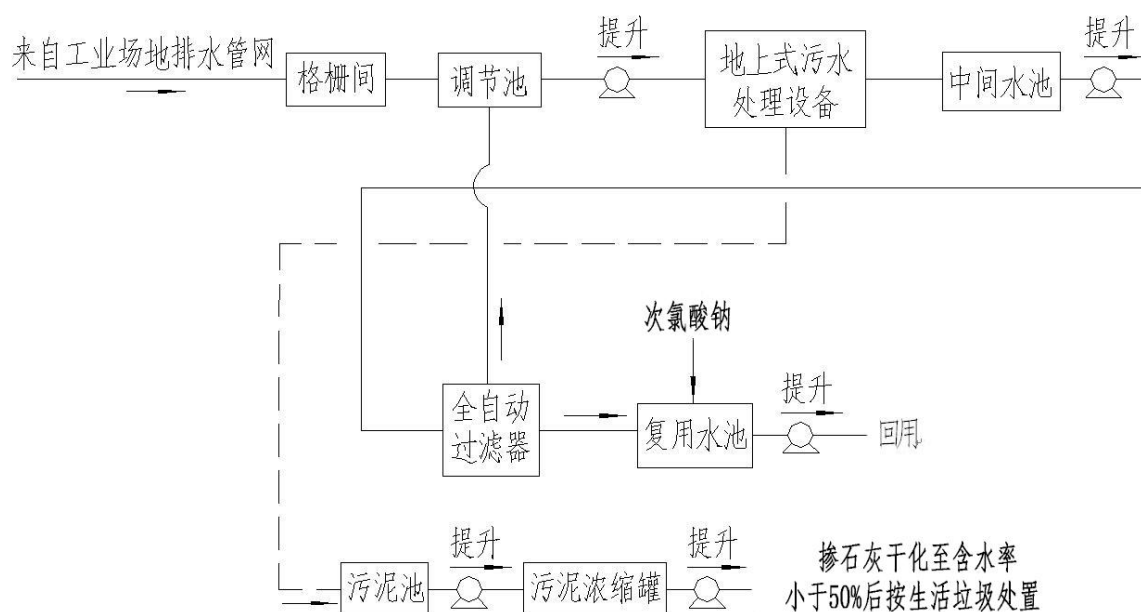 来自工业场地排水管网
格栅间
调节池
提升
地上式污水
处理设备
中间水池
提升
次氯酸钠
全自动
过滤器
复用水池
提升
回用
污泥池
提升
污泥浓缩罐
提升
掺石灰干化至含水率
小于50%后按生活垃圾处置